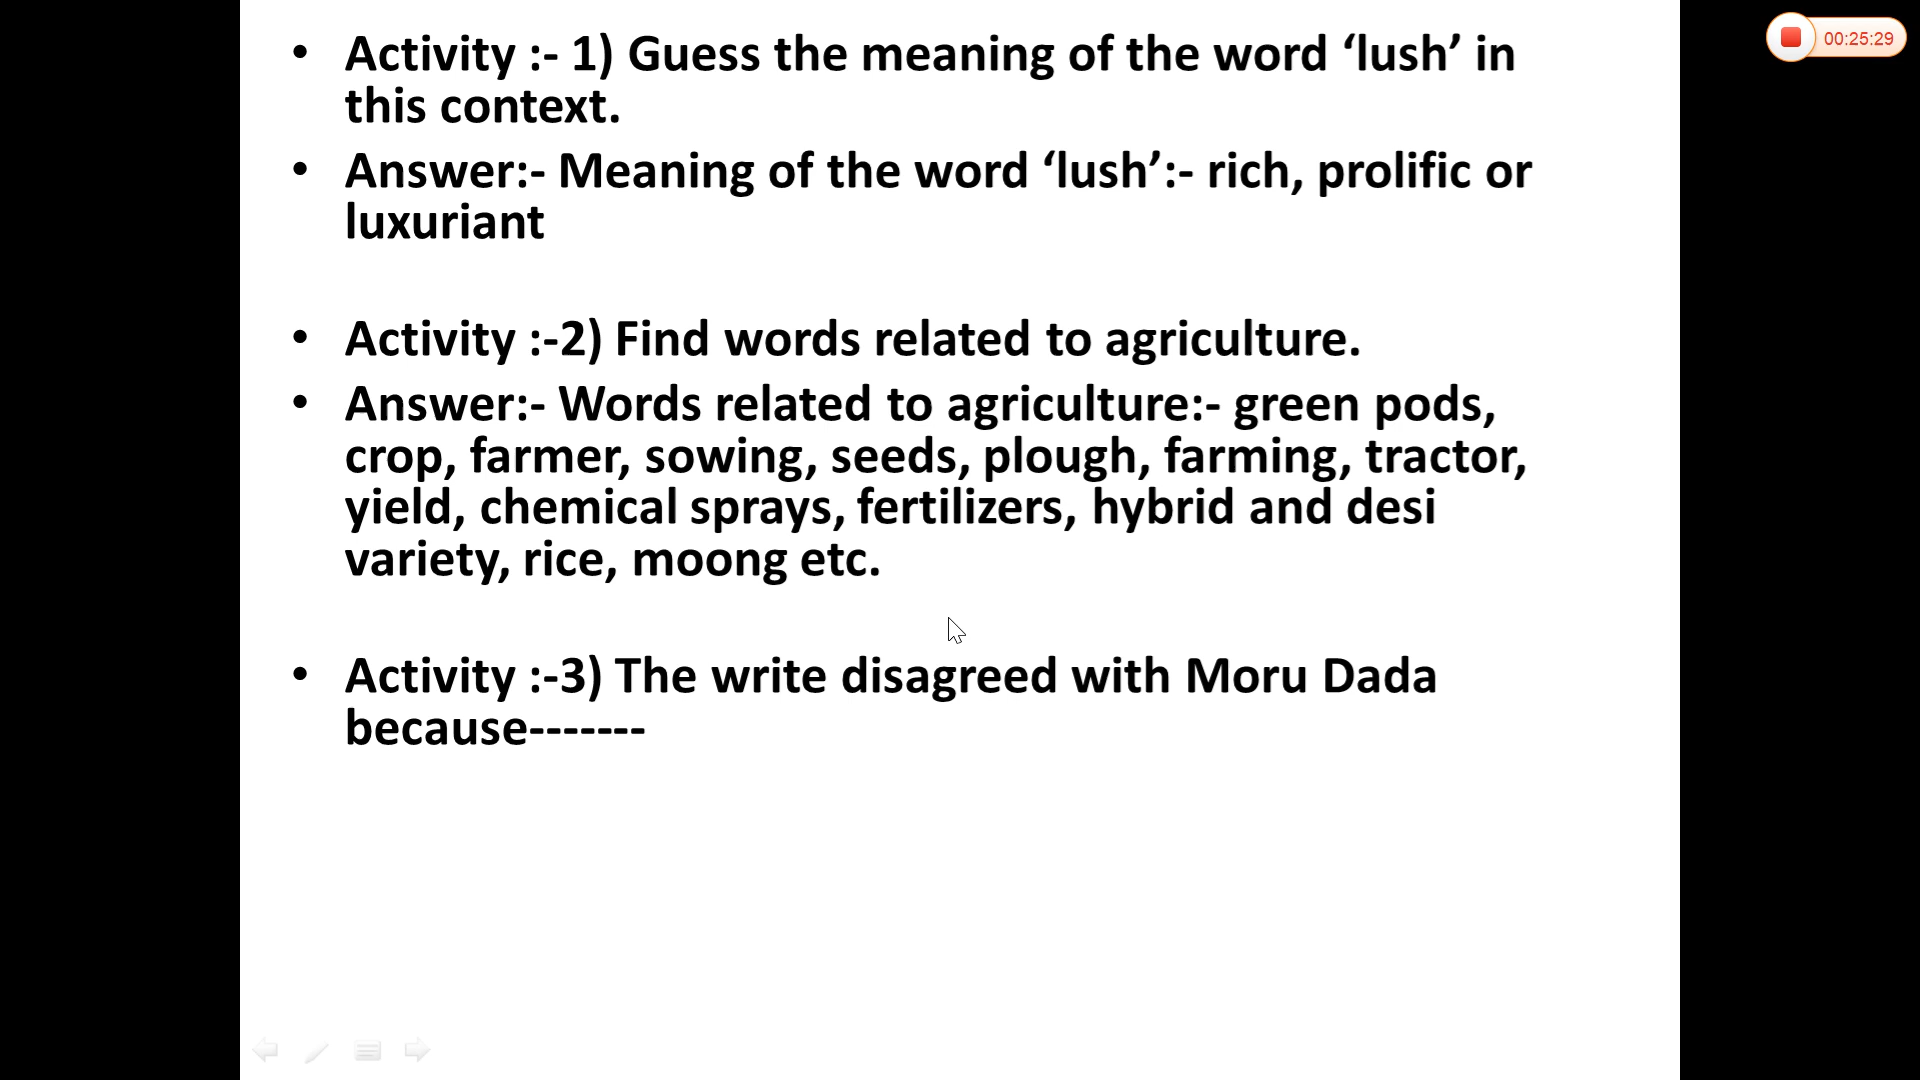 • Activity :- 1) Guess the meaning of the word ‘lush’ in
this context.
• Answer:- Meaning of the word ‘lush’:- rich, prolific or
luxuriant
• Activity :-2) Find words related to agriculture.
• Answer:- Words related to agriculture:- green pods,
crop, farmer, sowing, seeds, plough, farming, tractor,
yield, chemical sprays, fertilizers, hybrid and desi
variety, rice, moong etc.
• Activity :-3) The write disagreed with Moru Dada
because-------
00:25:29